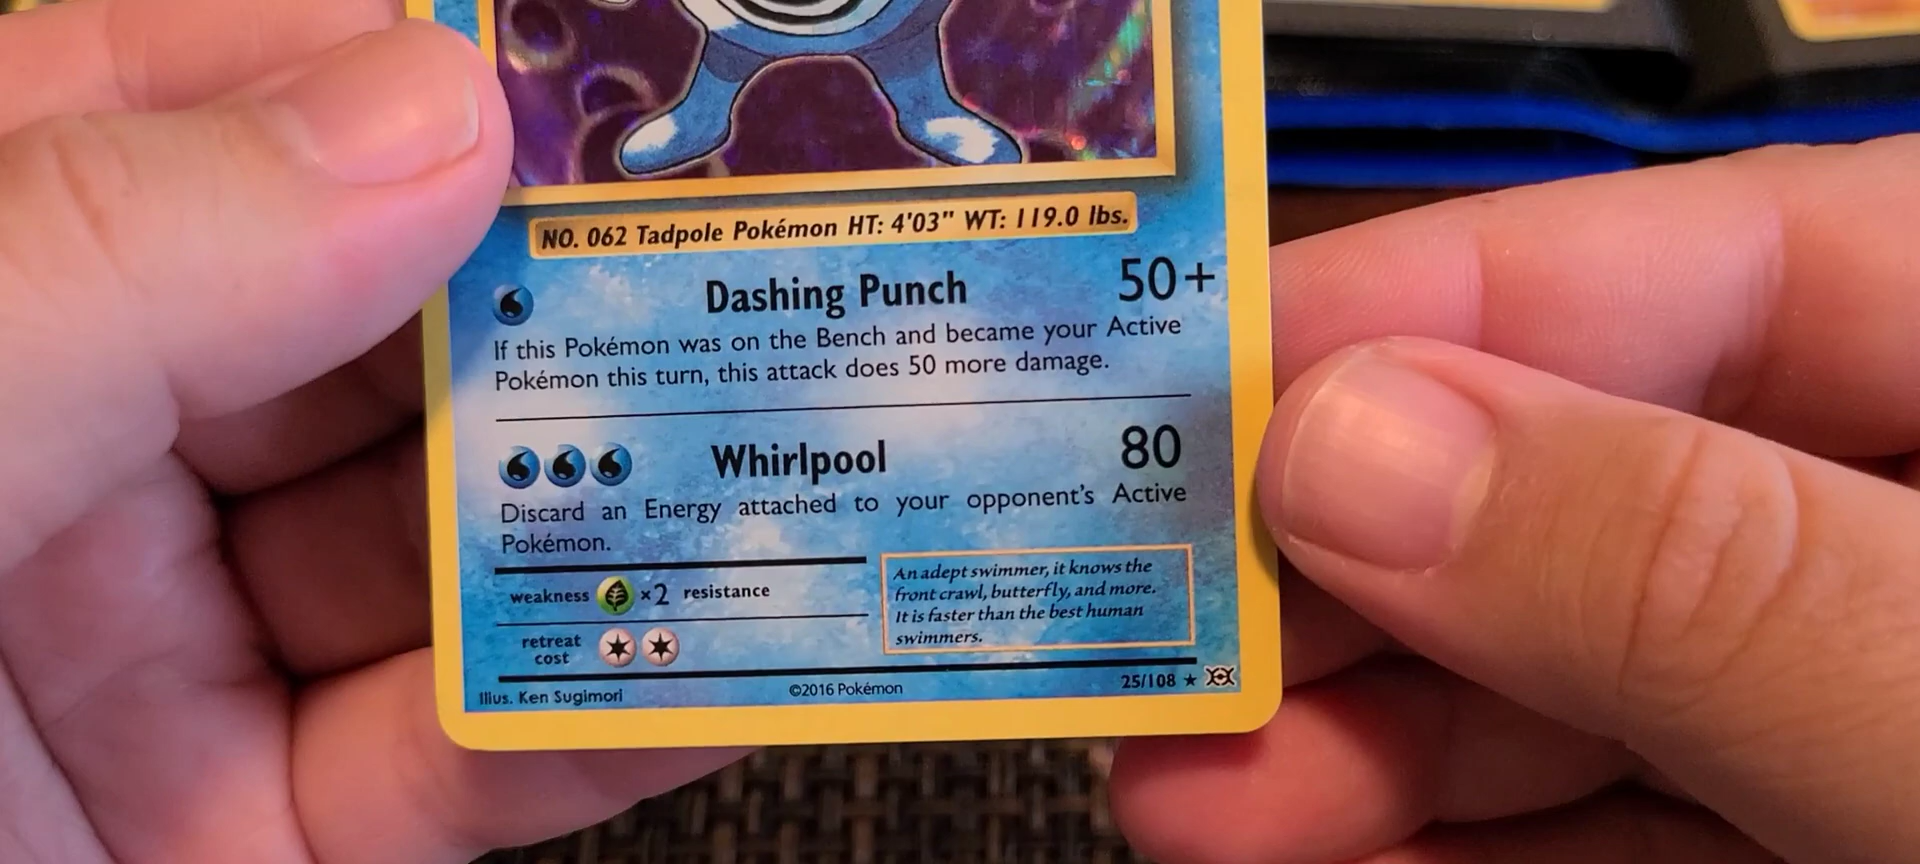 NO. 062 Tadpole Pokémon HT: 4'03" WT: 119.0 lbs.
Dashing Punch 50+
If this Pokémon was on the Bench and became your Active
Pokémon this turn, this attack does 50 more damage.
Whirlpool 80
Discard an Energy attached to your opponent's Active
Pokémon.
weakness ×2 resistance
retreat
cost
An adept swimmer, it knows the
front crawl, butterfly, and more.
It is faster than the best human
swimmers.
Illus. Ken Sugimori ©2016 Pokémon 25/108 ★